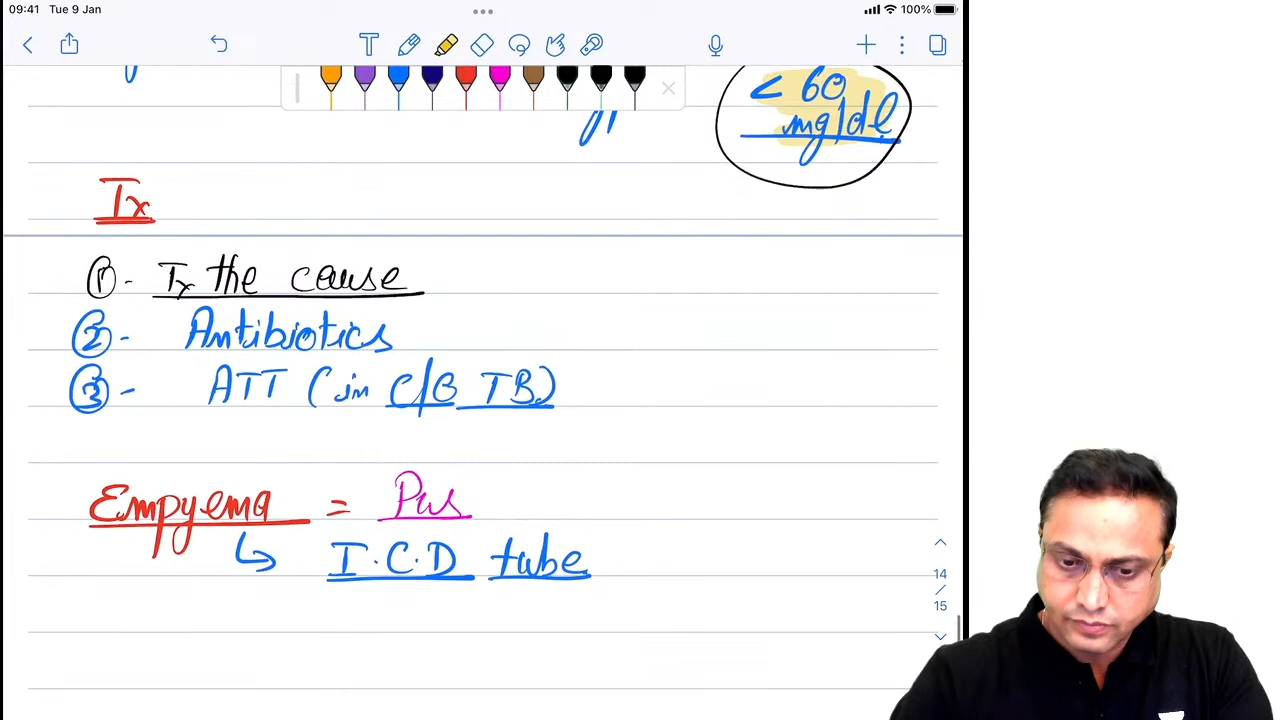 09:41 Tue 9 Jan
100%
< 60
mg/dl
Tx
① - Tx the cause
② - Antibiotics
③ - ATT (in C/O TB)
Empyema = Pus
↳ I.C.D tube
14
/
15